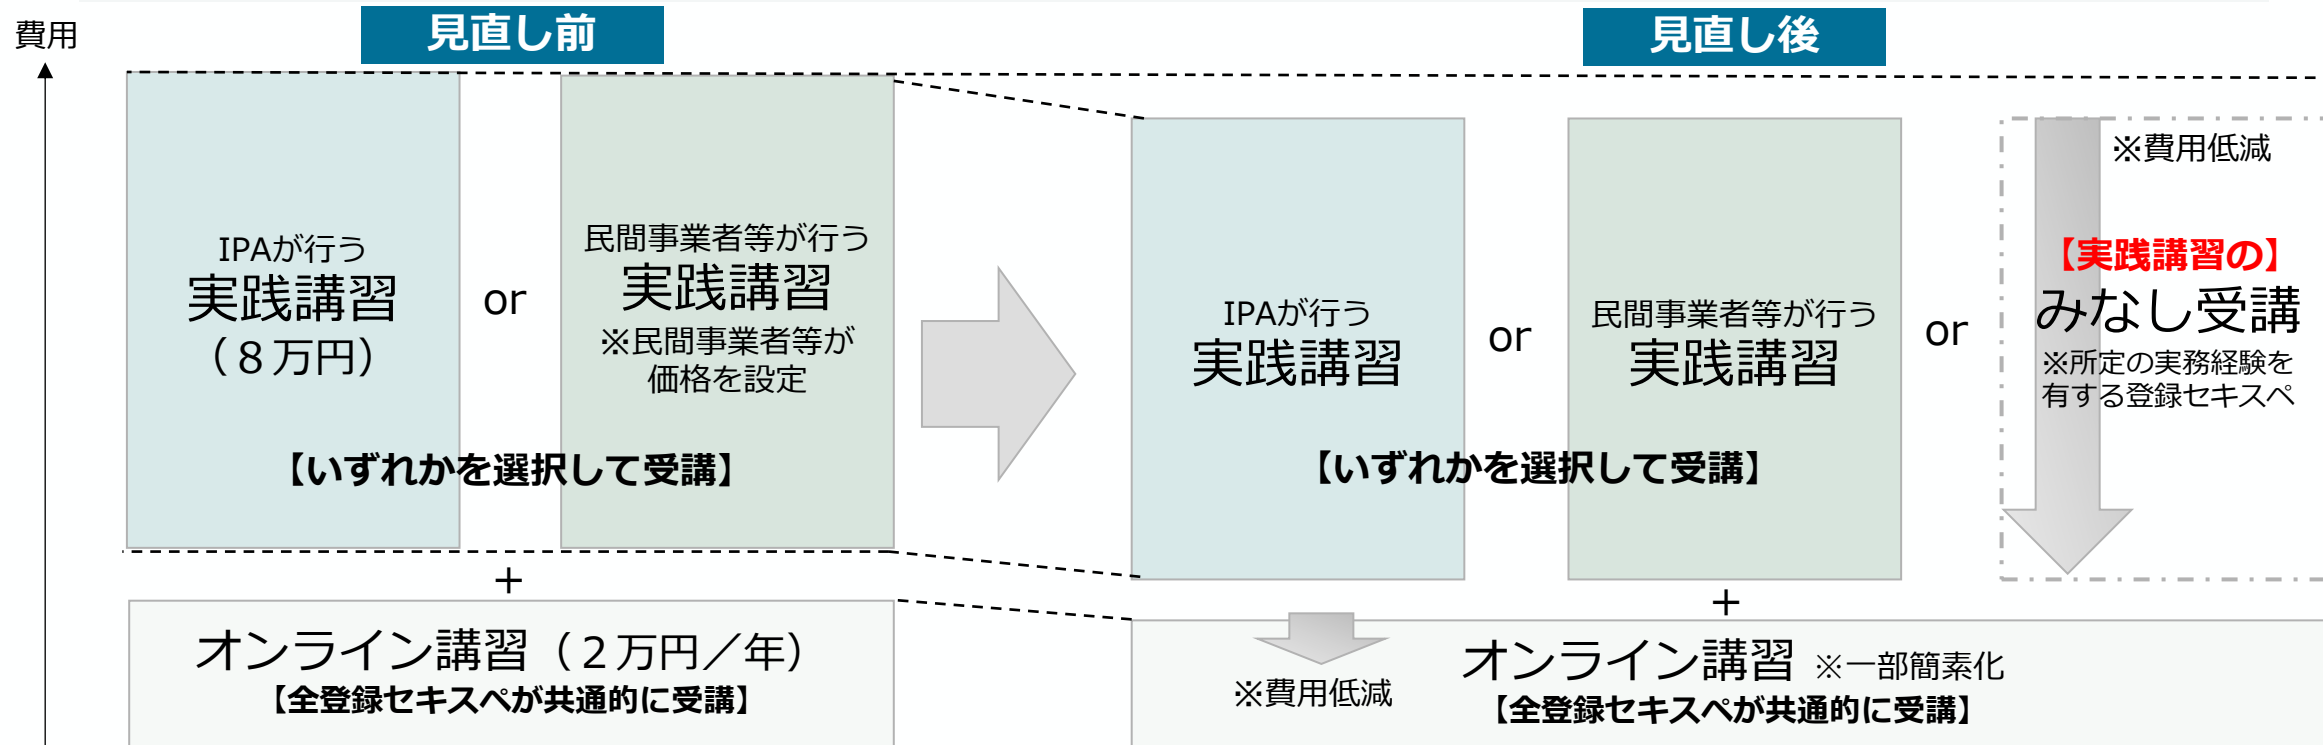 費用
見直し前
IPAが行う
実践講習
（８万円）
or
民間事業者等が行う
実践講習
※民間事業者等が
価格を設定
【いずれかを選択して受講】
+
オンライン講習（２万円／年）
【全登録セキスペが共通的に受講】
見直し後
IPAが行う
実践講習
or
民間事業者等が行う
実践講習
【いずれかを選択して受講】
or
※費用低減
【実践講習の】
みなし受講
※所定の実務経験を
有する登録セキスペ
+
※費用低減
オンライン講習 ※一部簡素化
【全登録セキスペが共通的に受講】